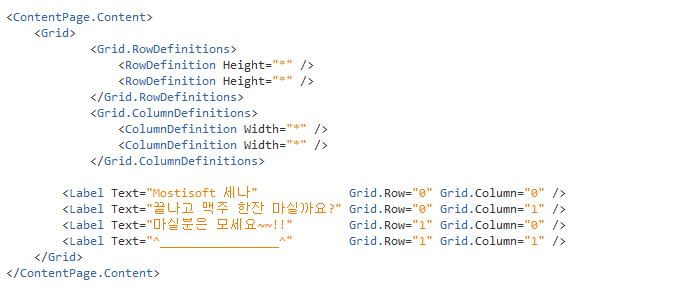 <ContentPage.Content>
<Grid>
<Grid.RowDefinitions>
<RowDefinition Height="*" />
<RowDefinition Height="*" />
</Grid.RowDefinitions>
<Grid.ColumnDefinitions>
<ColumnDefinition Width="*" />
<ColumnDefinition Width="*" />
</Grid.ColumnDefinitions>
<Label Text="Mostisoft 세나" Grid.Row="0" Grid.Column="0" />
<Label Text="끝나고 맥주 한잔 마실까요?" Grid.Row="0" Grid.Column="1" />
<Label Text="마실분은 모세요~~!!" Grid.Row="1" Grid.Column="0" />
<Label Text="^_________________^" Grid.Row="1" Grid.Column="1" />
</Grid>
</ContentPage.Content>